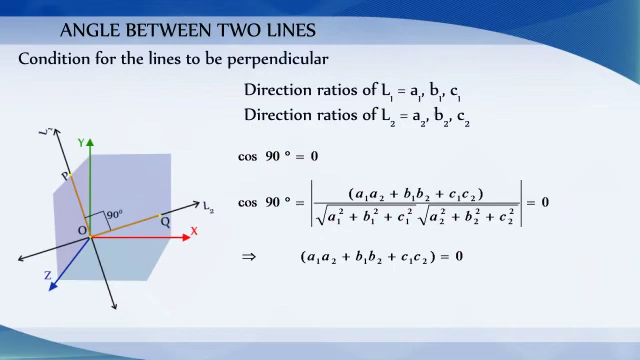 ANGLE BETWEEN TWO LINES
Condition for the lines to be perpendicular
Direction ratios of L₁ = a₁, b₁, c₁
Direction ratios of L₂ = a₂, b₂, c₂
cos 90 ° = 0
cos 90 ° = | (a₁a₂ + b₁b₂ + c₁c₂) / √a₁² + b₁² + c₁² √a₂² + b₂² + c₂² | = 0
⇒ (a₁a₂ + b₁b₂ + c₁c₂) = 0
L₁
Y
P
90°
L₂
O
Q
X
Z